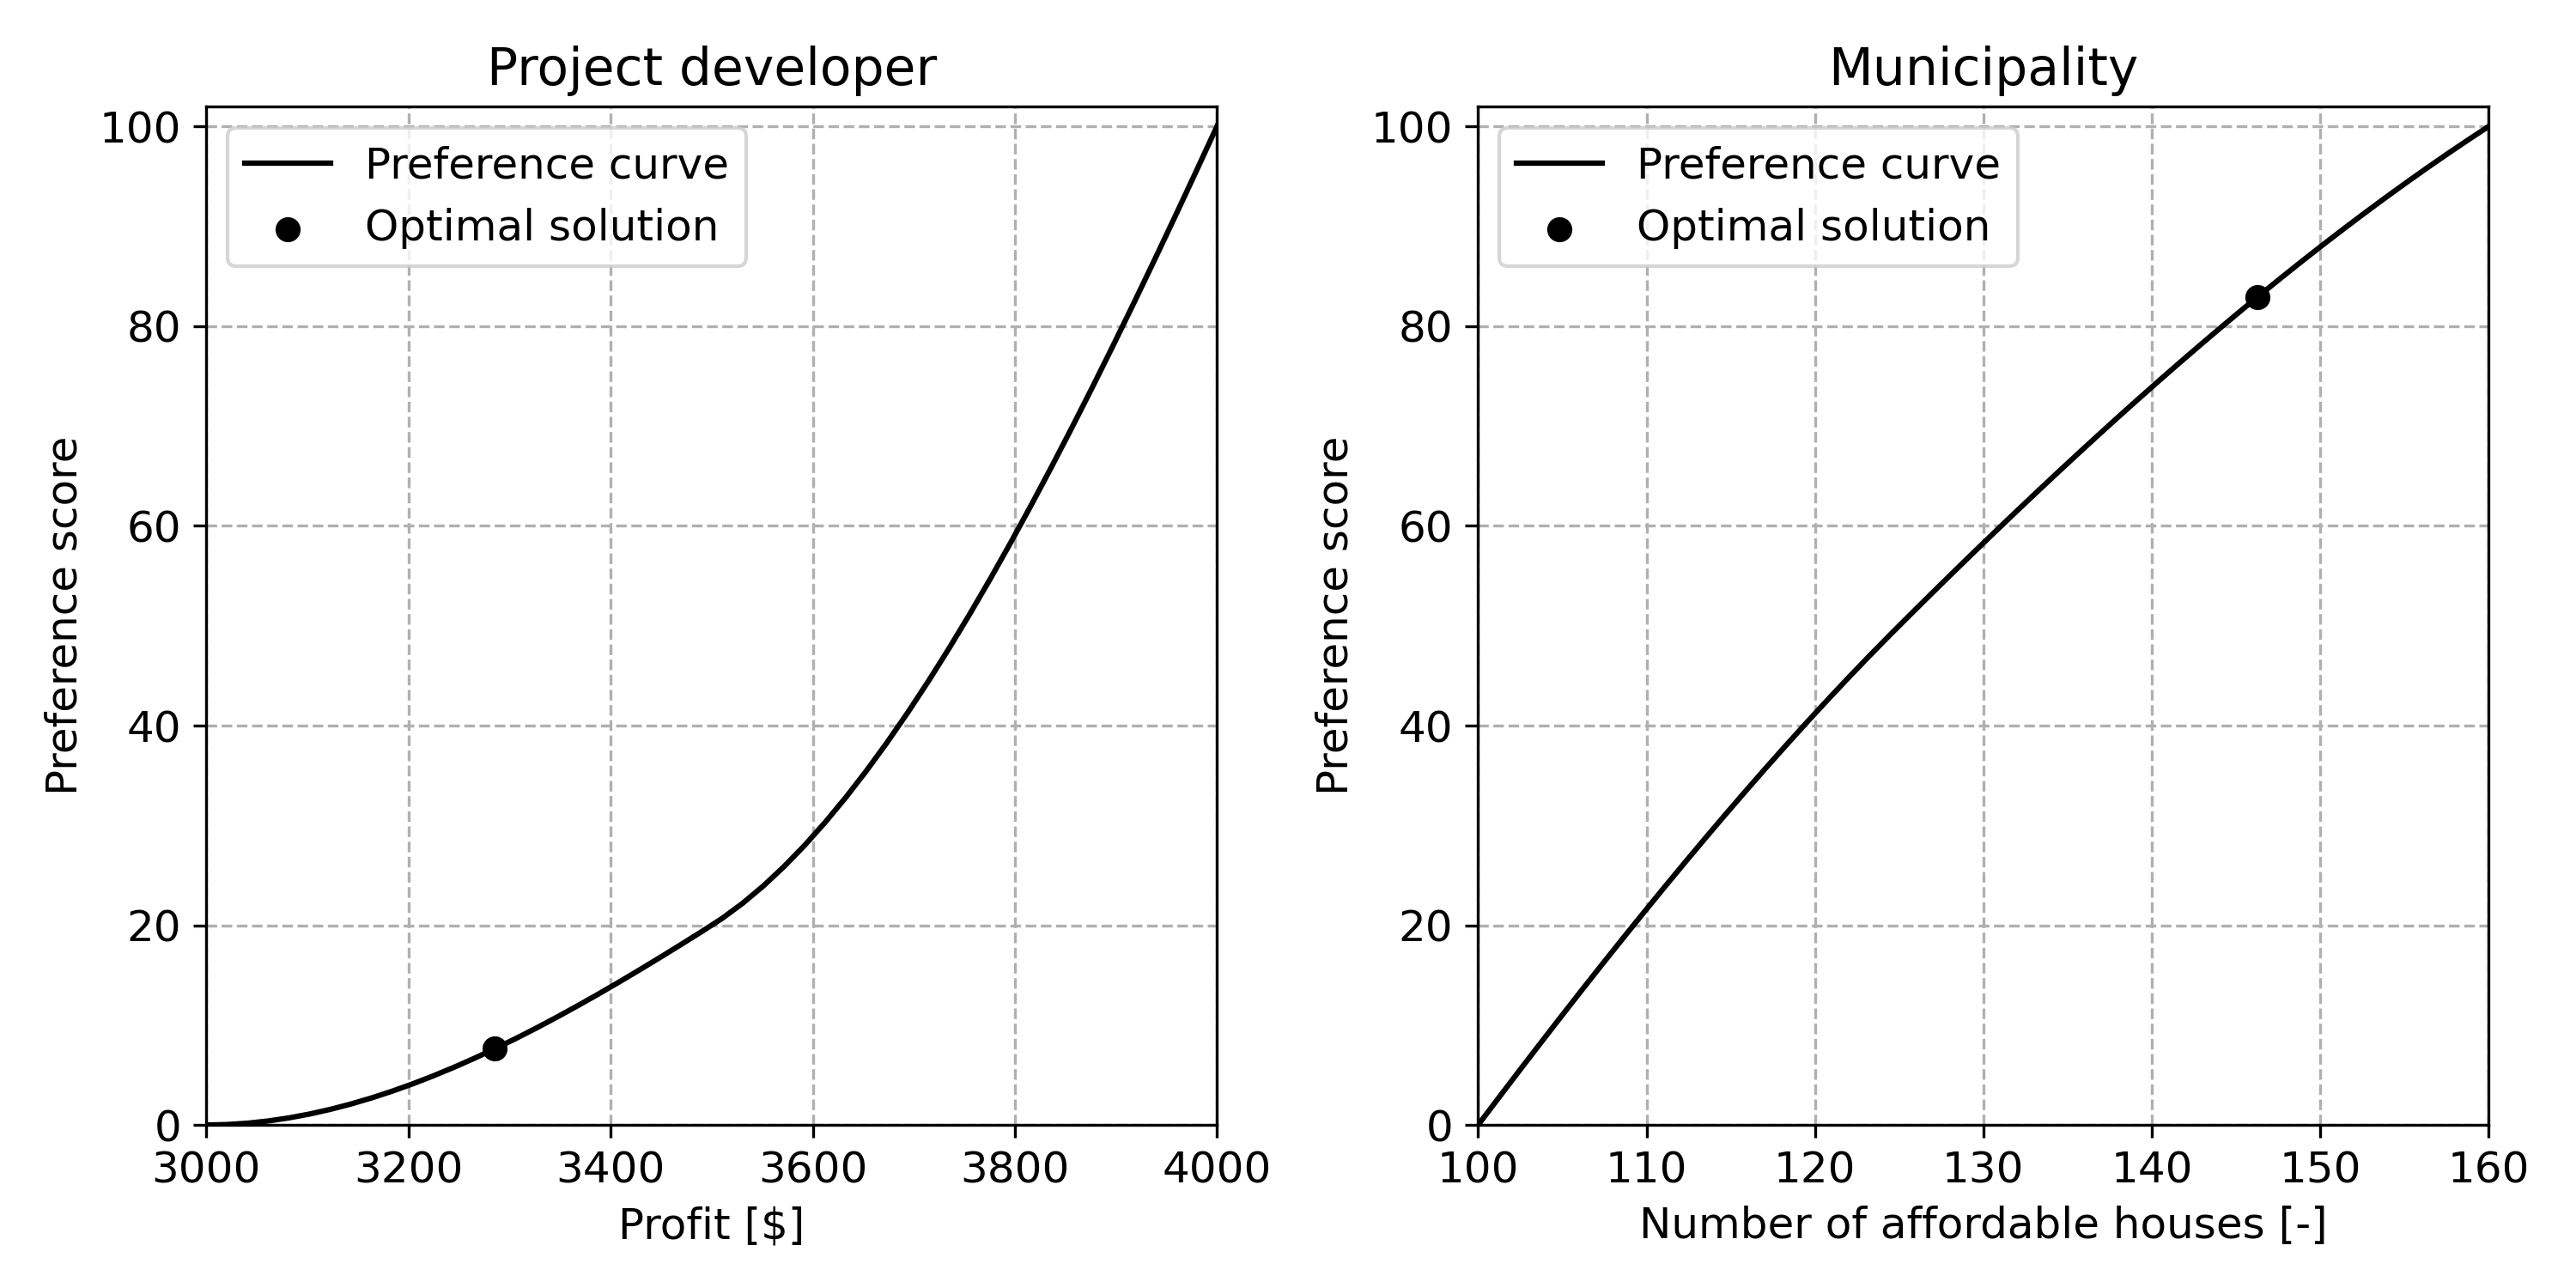 Project developer
100
80
60
40
20
0
Preference score
Preference curve
Optimal solution
3000 3200 3400 3600 3800 4000
Profit [$]
Municipality
100
80
60
40
20
0
Preference score
Preference curve
Optimal solution
100 110 120 130 140 150 160
Number of affordable houses [-]